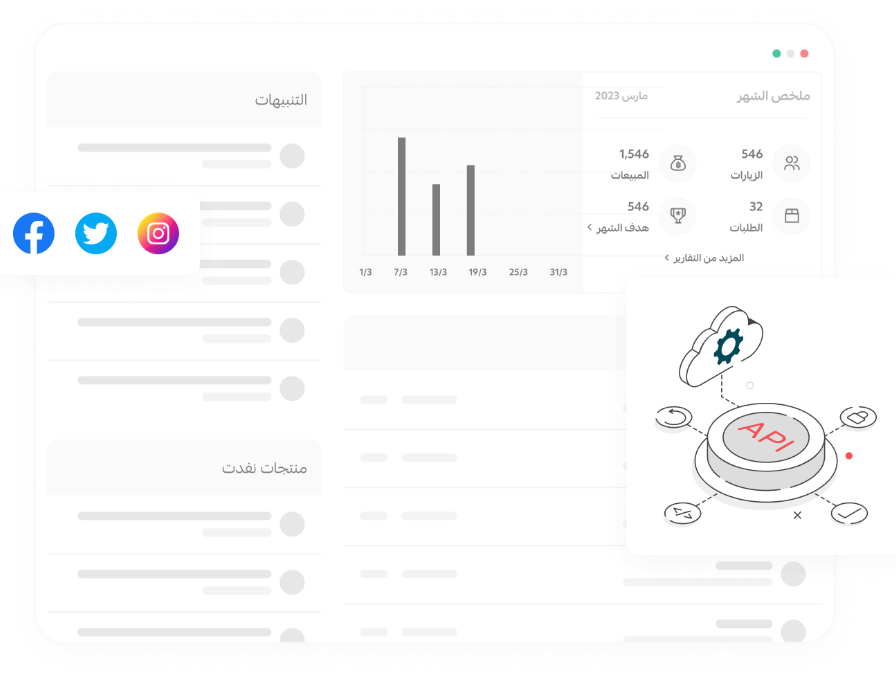 ملخص الشهر
مارس 2023
546
الزيارات
1,546
المبيعات
32
الطلبات
546
هدف الشهر
المزيد من التقارير
1/3 7/3 13/3 19/3 25/3 31/3
التنبيهات
منتجات نفدت
API